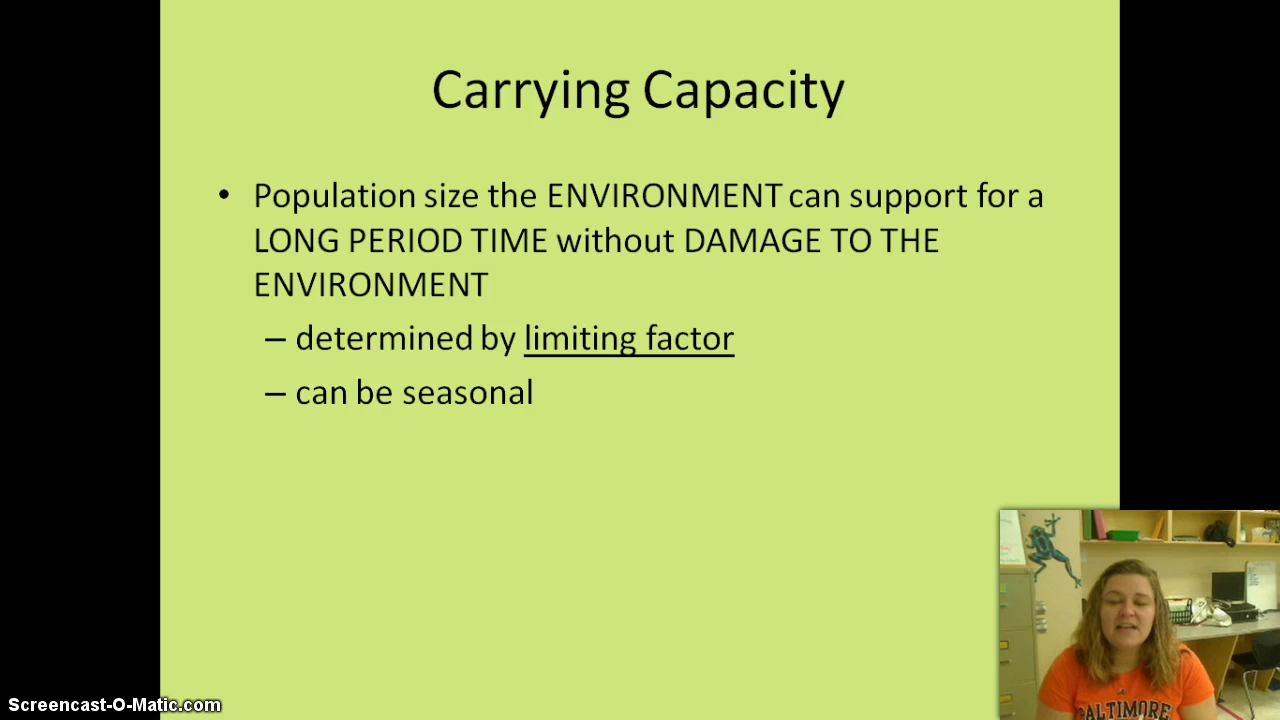 Carrying Capacity
• Population size the ENVIRONMENT can support for a
LONG PERIOD TIME without DAMAGE TO THE
ENVIRONMENT
– determined by limiting factor
– can be seasonal
BALTIMORE
Screencast-O-Matic.com